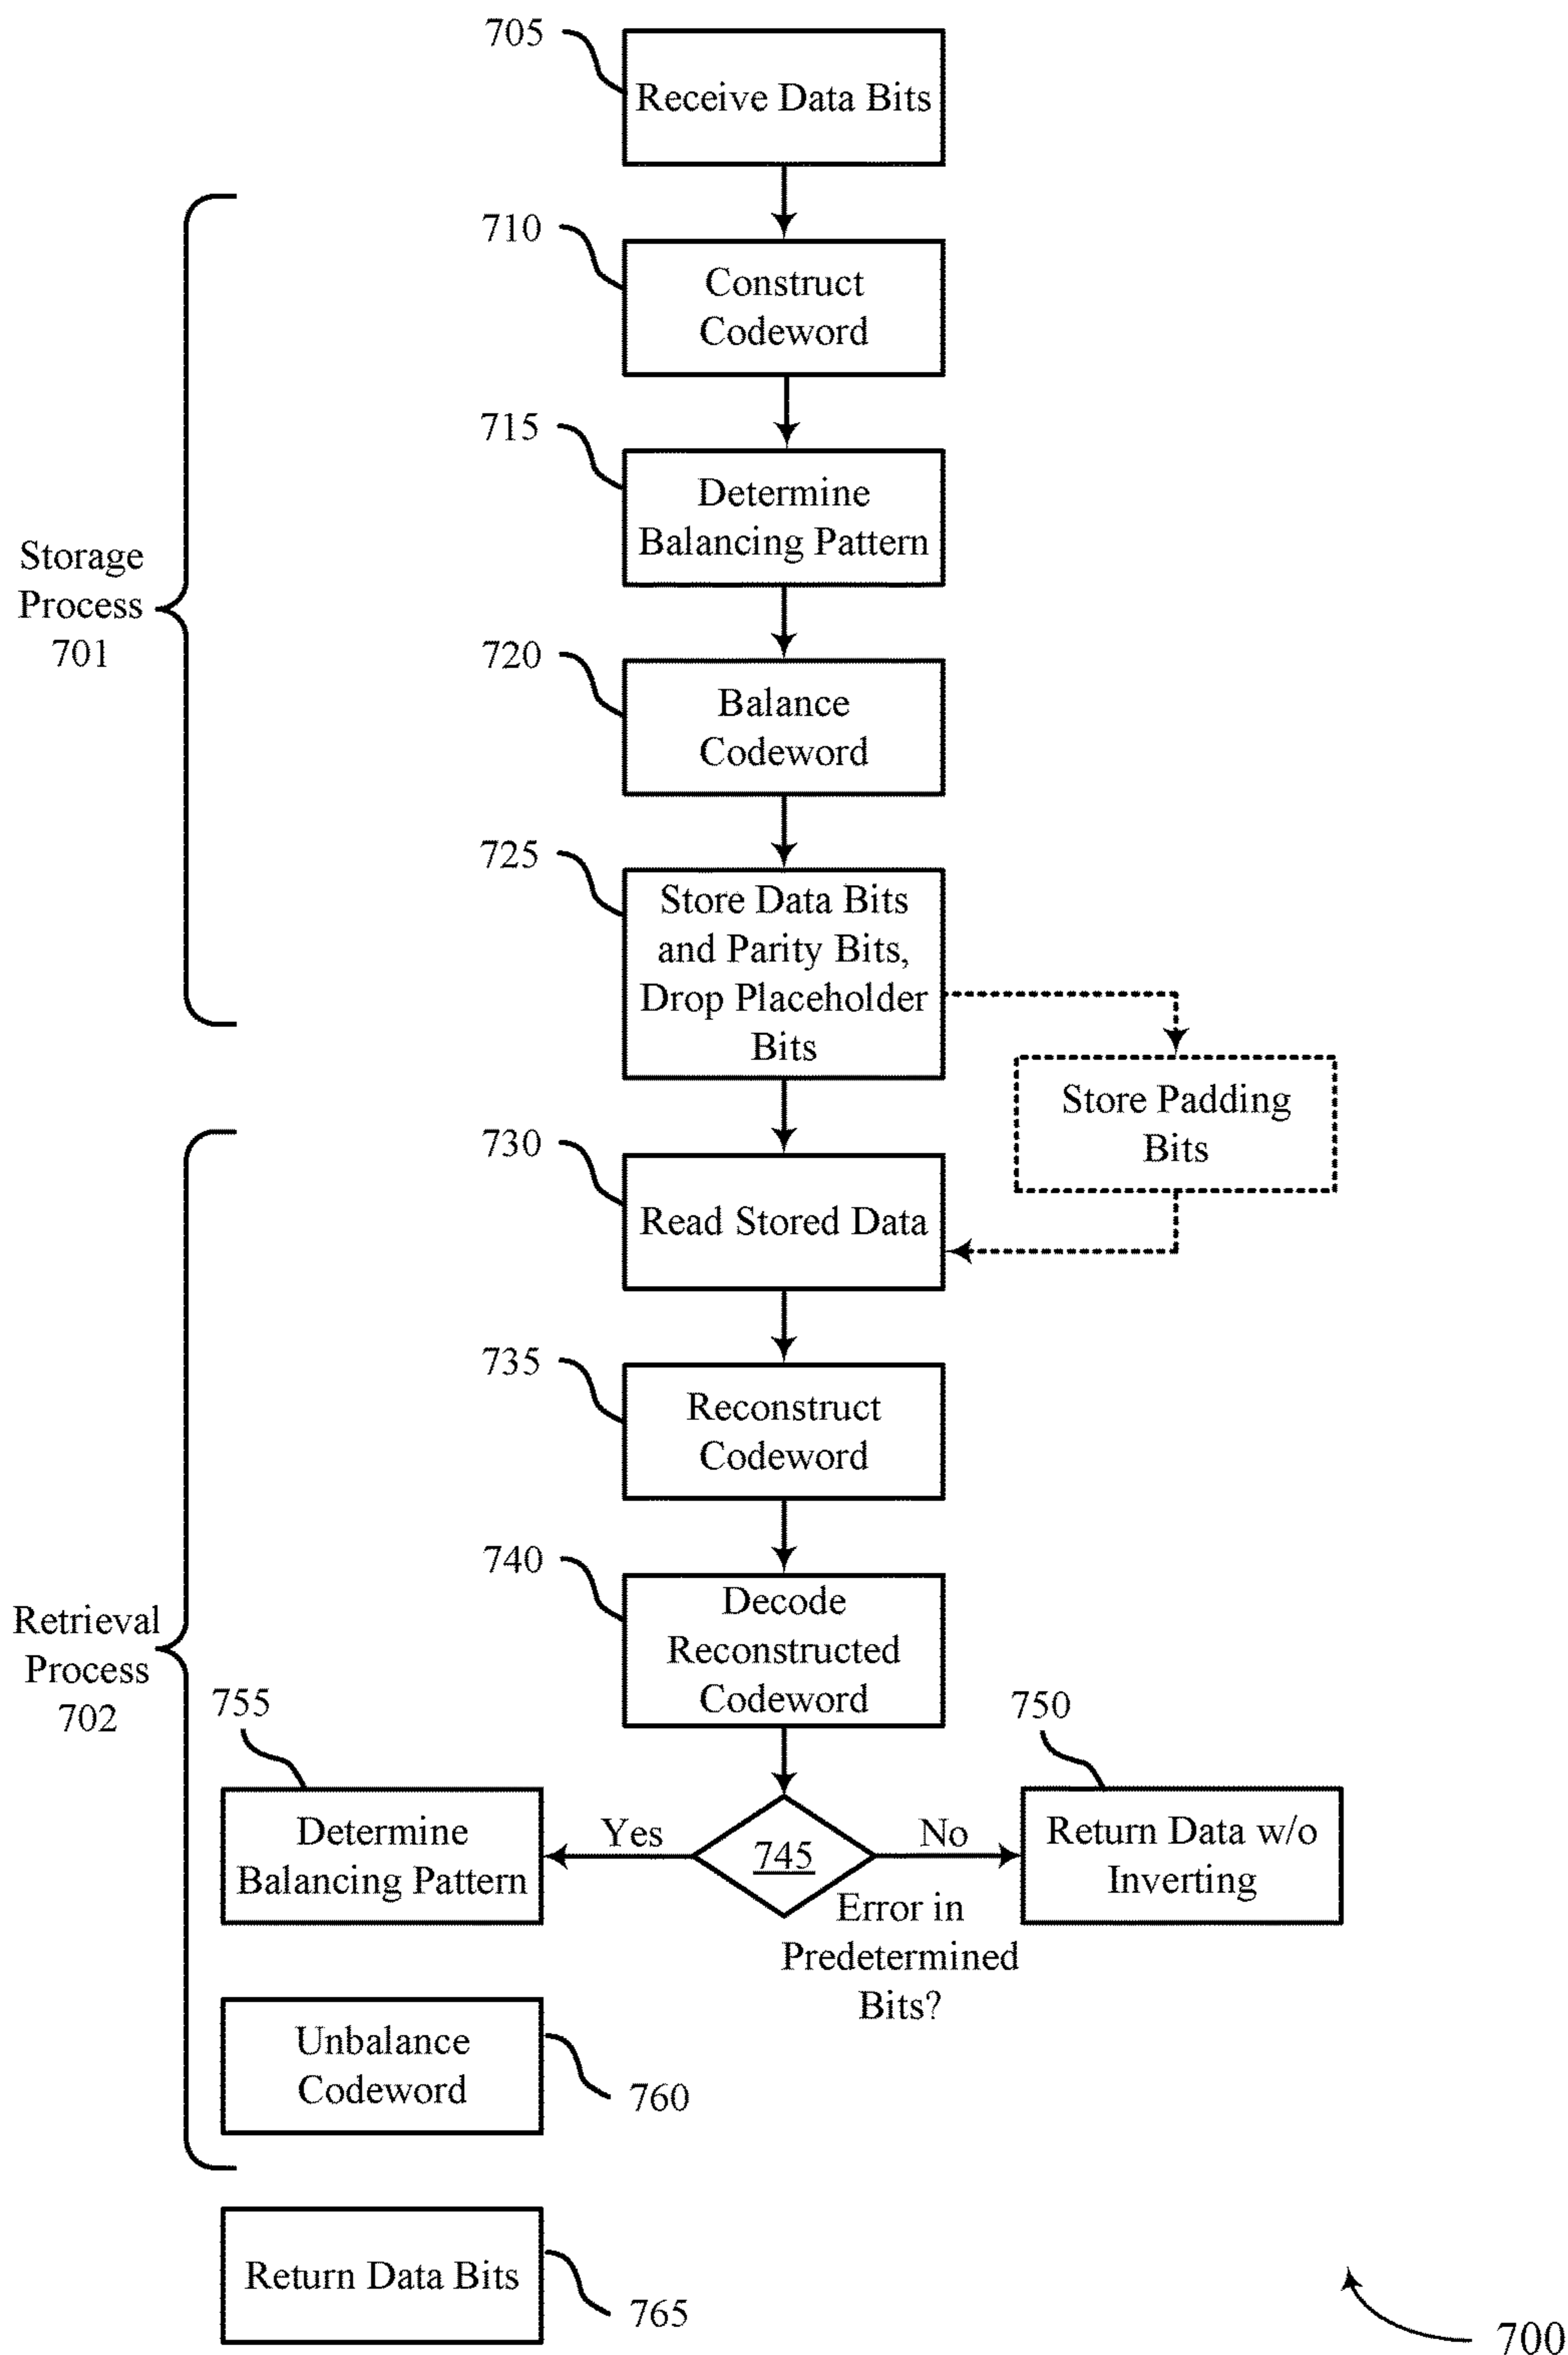 705
Receive Data Bits
710
Construct
Codeword
715
Determine
Balancing Pattern
Storage
Process
701
720
Balance
Codeword
725
Store Data Bits
and Parity Bits,
Drop Placeholder
Bits
Store Padding
Bits
730
Read Stored Data
735
Reconstruct
Codeword
740
Decode
Reconstructed
Codeword
Retrieval
Process
702
755
Determine
Balancing Pattern
Yes
745
No
Error in
Predetermined
Bits?
750
Return Data w/o
Inverting
Unbalance
Codeword
760
Return Data Bits
765
700